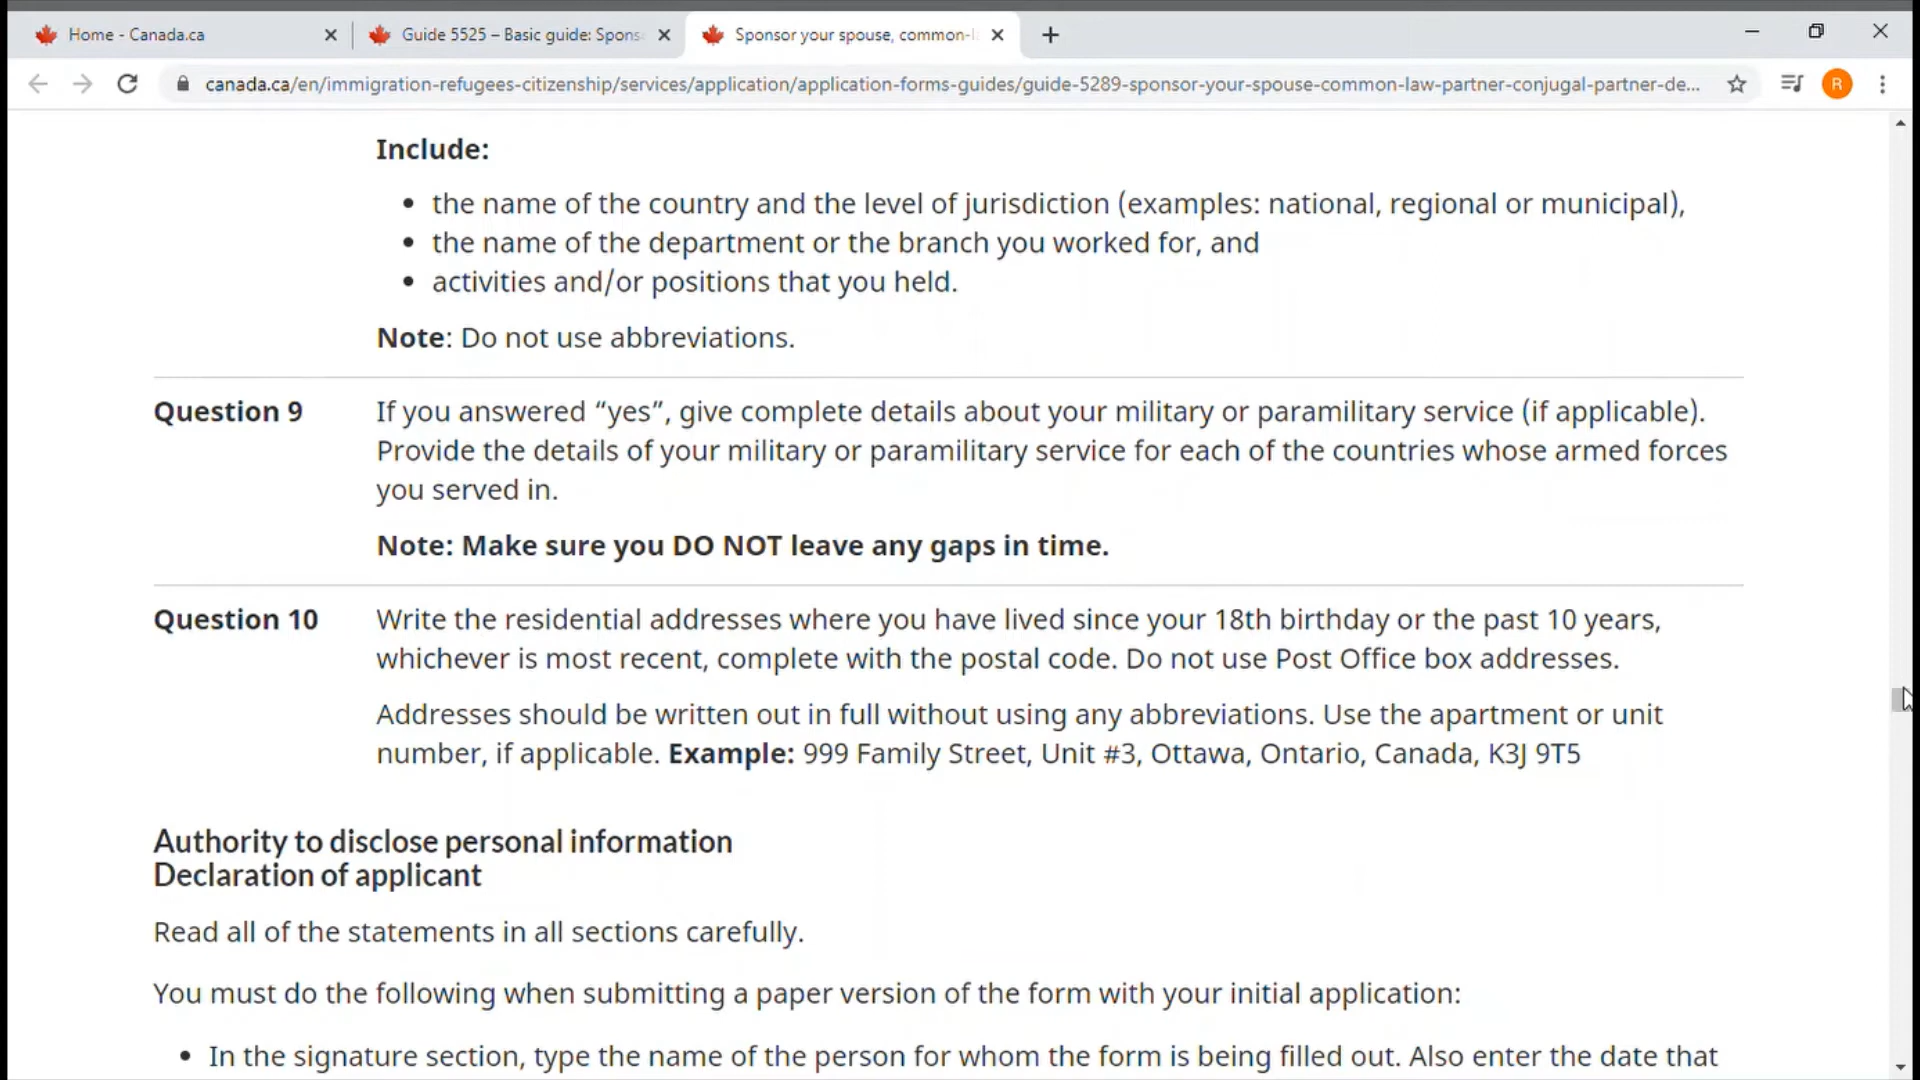 Home - Canada.ca
Guide 5525 – Basic guide: Spons
Sponsor your spouse, common-l
canada.ca/en/immigration-refugees-citizenship/services/application/application-forms-guides/guide-5289-sponsor-your-spouse-common-law-partner-conjugal-partner-de...
R
Include:
• the name of the country and the level of jurisdiction (examples: national, regional or municipal),
• the name of the department or the branch you worked for, and
• activities and/or positions that you held.
Note: Do not use abbreviations.
Question 9
If you answered “yes”, give complete details about your military or paramilitary service (if applicable).
Provide the details of your military or paramilitary service for each of the countries whose armed forces
you served in.
Note: Make sure you DO NOT leave any gaps in time.
Question 10
Write the residential addresses where you have lived since your 18th birthday or the past 10 years,
whichever is most recent, complete with the postal code. Do not use Post Office box addresses.
Addresses should be written out in full without using any abbreviations. Use the apartment or unit
number, if applicable. Example: 999 Family Street, Unit #3, Ottawa, Ontario, Canada, K3J 9T5
Authority to disclose personal information
Declaration of applicant
Read all of the statements in all sections carefully.
You must do the following when submitting a paper version of the form with your initial application:
• In the signature section, type the name of the person for whom the form is being filled out. Also enter the date that